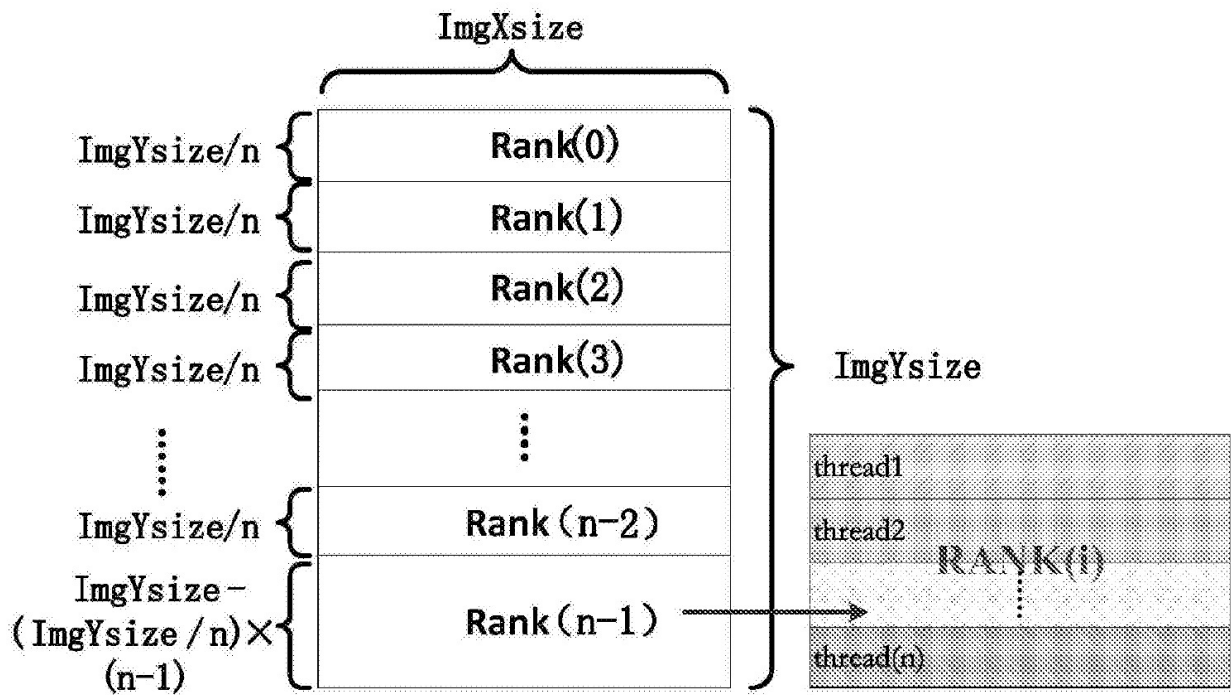 ImgXsize
ImgYsize/n
Rank(0)
ImgYsize/n
Rank(1)
ImgYsize/n
Rank(2)
ImgYsize/n
Rank(3)
ImgYsize
ImgYsize/n
Rank(n-2)
ImgYsize-
(ImgYsize/n)×
(n-1)
Rank(n-1)
thread1
thread2
RANK(i)
thread(n)